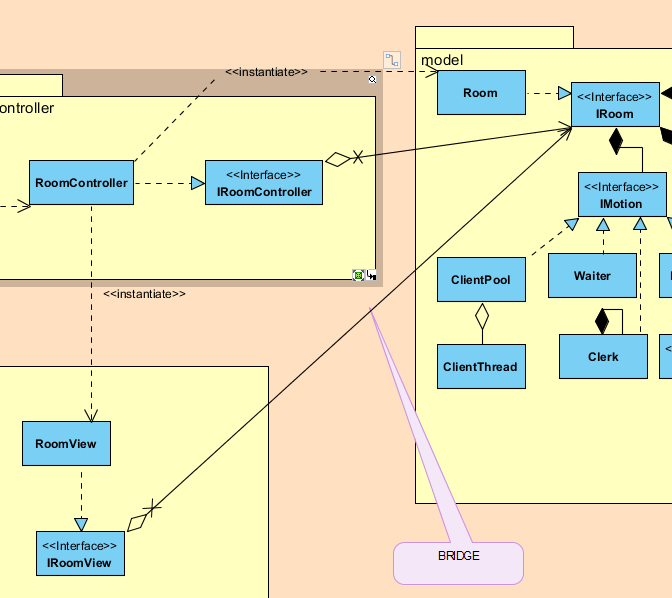 <<instantiate>>
model
Room
<<Interface>>
IRoom
ontroller
RoomController
<<Interface>>
IRoomController
<<Interface>>
IMotion
<<instantiate>>
ClientPool
Waiter
ClientThread
Clerk
RoomView
<<Interface>>
IRoomView
BRIDGE